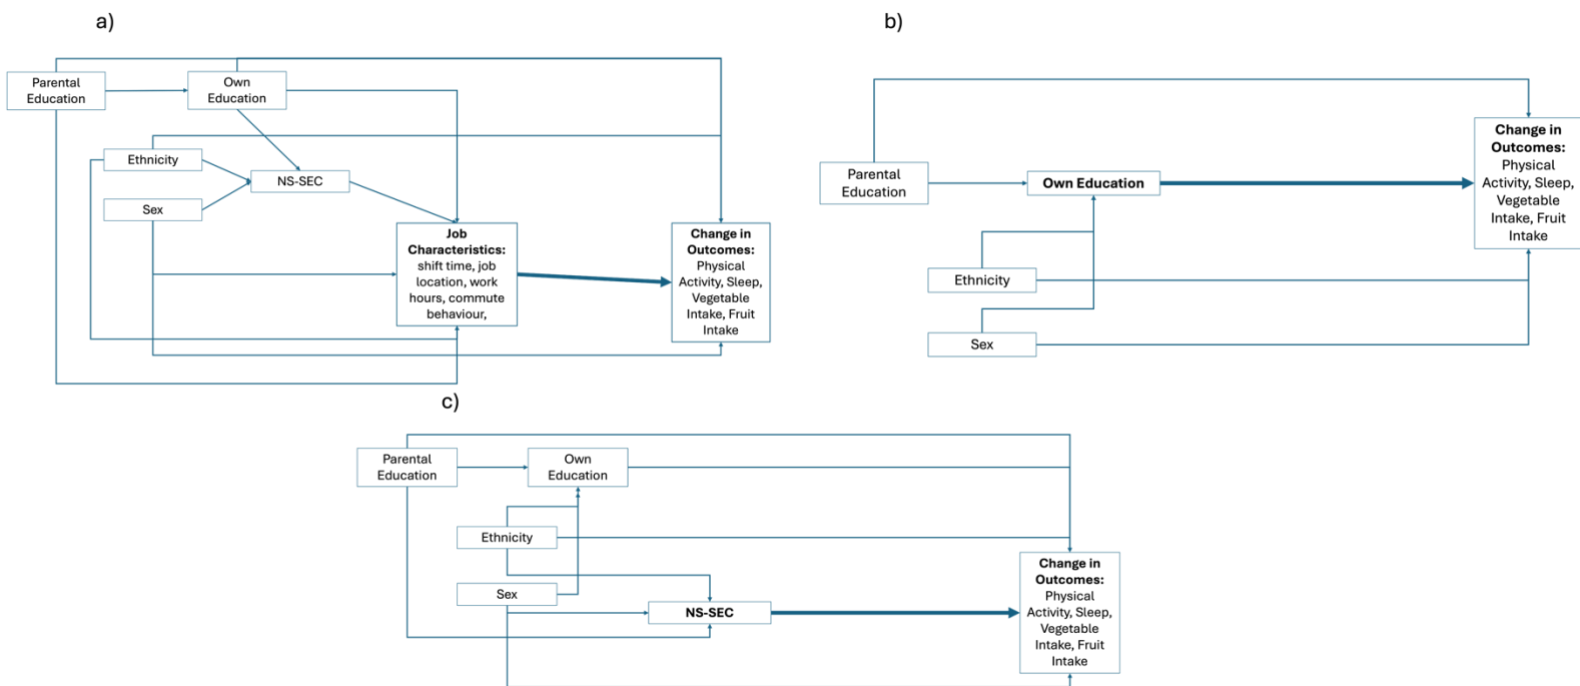 a)
Parental
Education
Own
Education
Ethnicity
NS-SEC
Sex
Job
Characteristics:
shift time, job
location, work
hours, commute
behaviour,
Change in
Outcomes:
Physical
Activity, Sleep,
Vegetable
Intake, Fruit
Intake
b)
Parental
Education
Own Education
Ethnicity
Sex
Change in
Outcomes:
Physical
Activity, Sleep,
Vegetable
Intake, Fruit
Intake
c)
Parental
Education
Own
Education
Ethnicity
Sex
NS-SEC
Change in
Outcomes:
Physical
Activity, Sleep,
Vegetable
Intake, Fruit
Intake